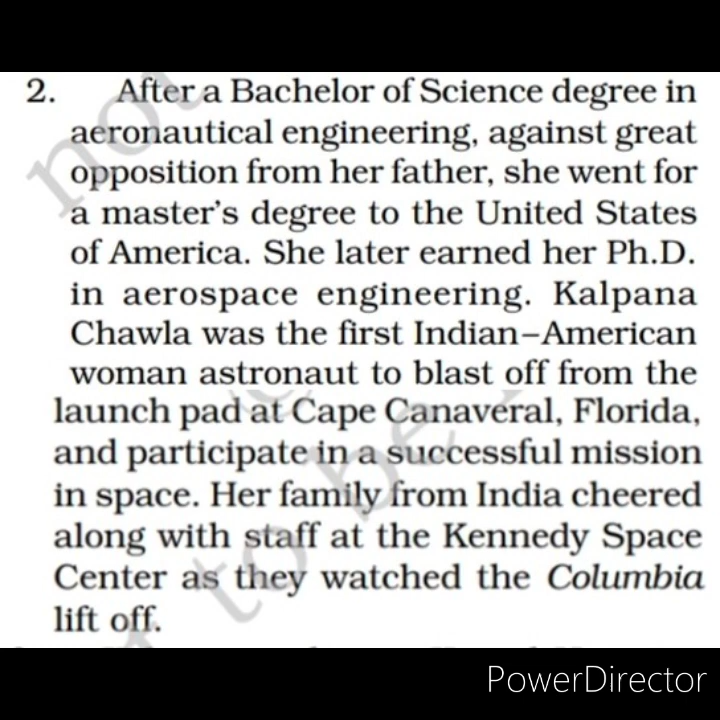 2. After a Bachelor of Science degree in
aeronautical engineering, against great
opposition from her father, she went for
a master's degree to the United States
of America. She later earned her Ph.D.
in aerospace engineering. Kalpana
Chawla was the first Indian–American
woman astronaut to blast off from the
launch pad at Cape Canaveral, Florida,
and participate in a successful mission
in space. Her family from India cheered
along with staff at the Kennedy Space
Center as they watched the Columbia
lift off.
not
to be
PowerDirector